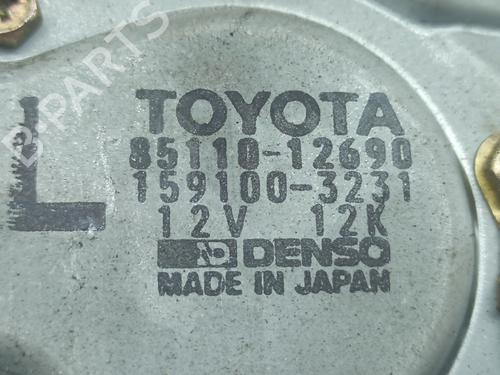 L
TOYOTA
85110-12690
159100-3231
12V 12K
DENSO
MADE IN JAPAN
B-PARTS